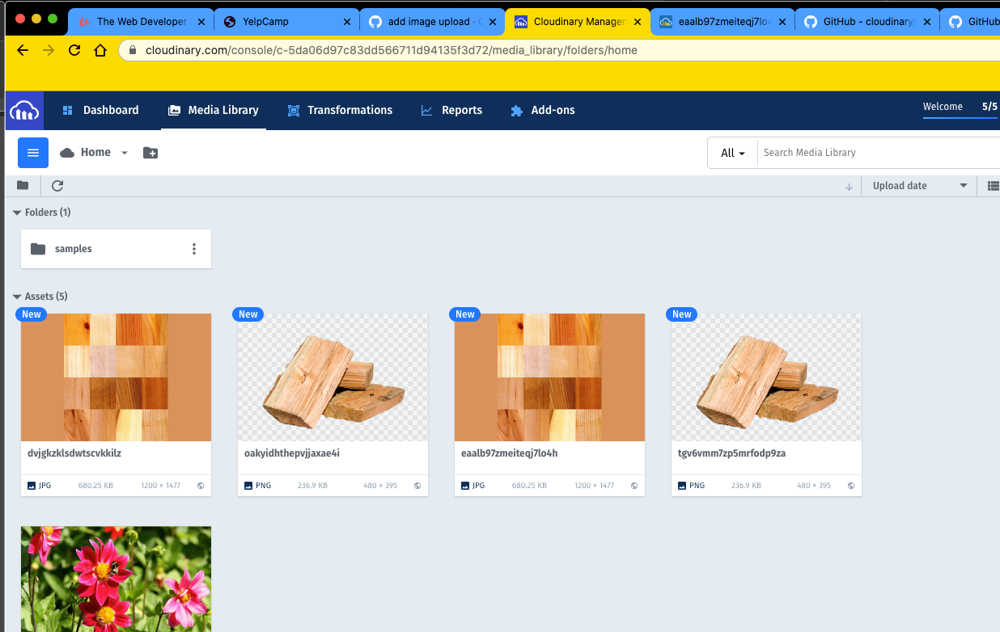 The Web Developer
YelpCamp
add image upload · 
Cloudinary Managem
eaalb97zmeiteqj7lo4
GitHub - cloudinary/
GitHub
cloudinary.com/console/c-5da06d97c83dd566711d94135f3d72/media_library/folders/home
Dashboard
Media Library
Transformations
Reports
Add-ons
Welcome
5/5
Home
All
Search Media Library
Upload date
Folders (1)
samples
Assets (5)
New
New
New
New
dvjgkzklsdwtscvkkilz
oakyidhthepvjjaxae4i
eaalb97zmeiteqj7lo4h
tgv6vmm7zp5mrfodp9za
JPG 680.25 KB 1200 × 1477
PNG 236.9 KB 480 × 395
JPG 680.25 KB 1200 × 1477
PNG 236.9 KB 480 × 395